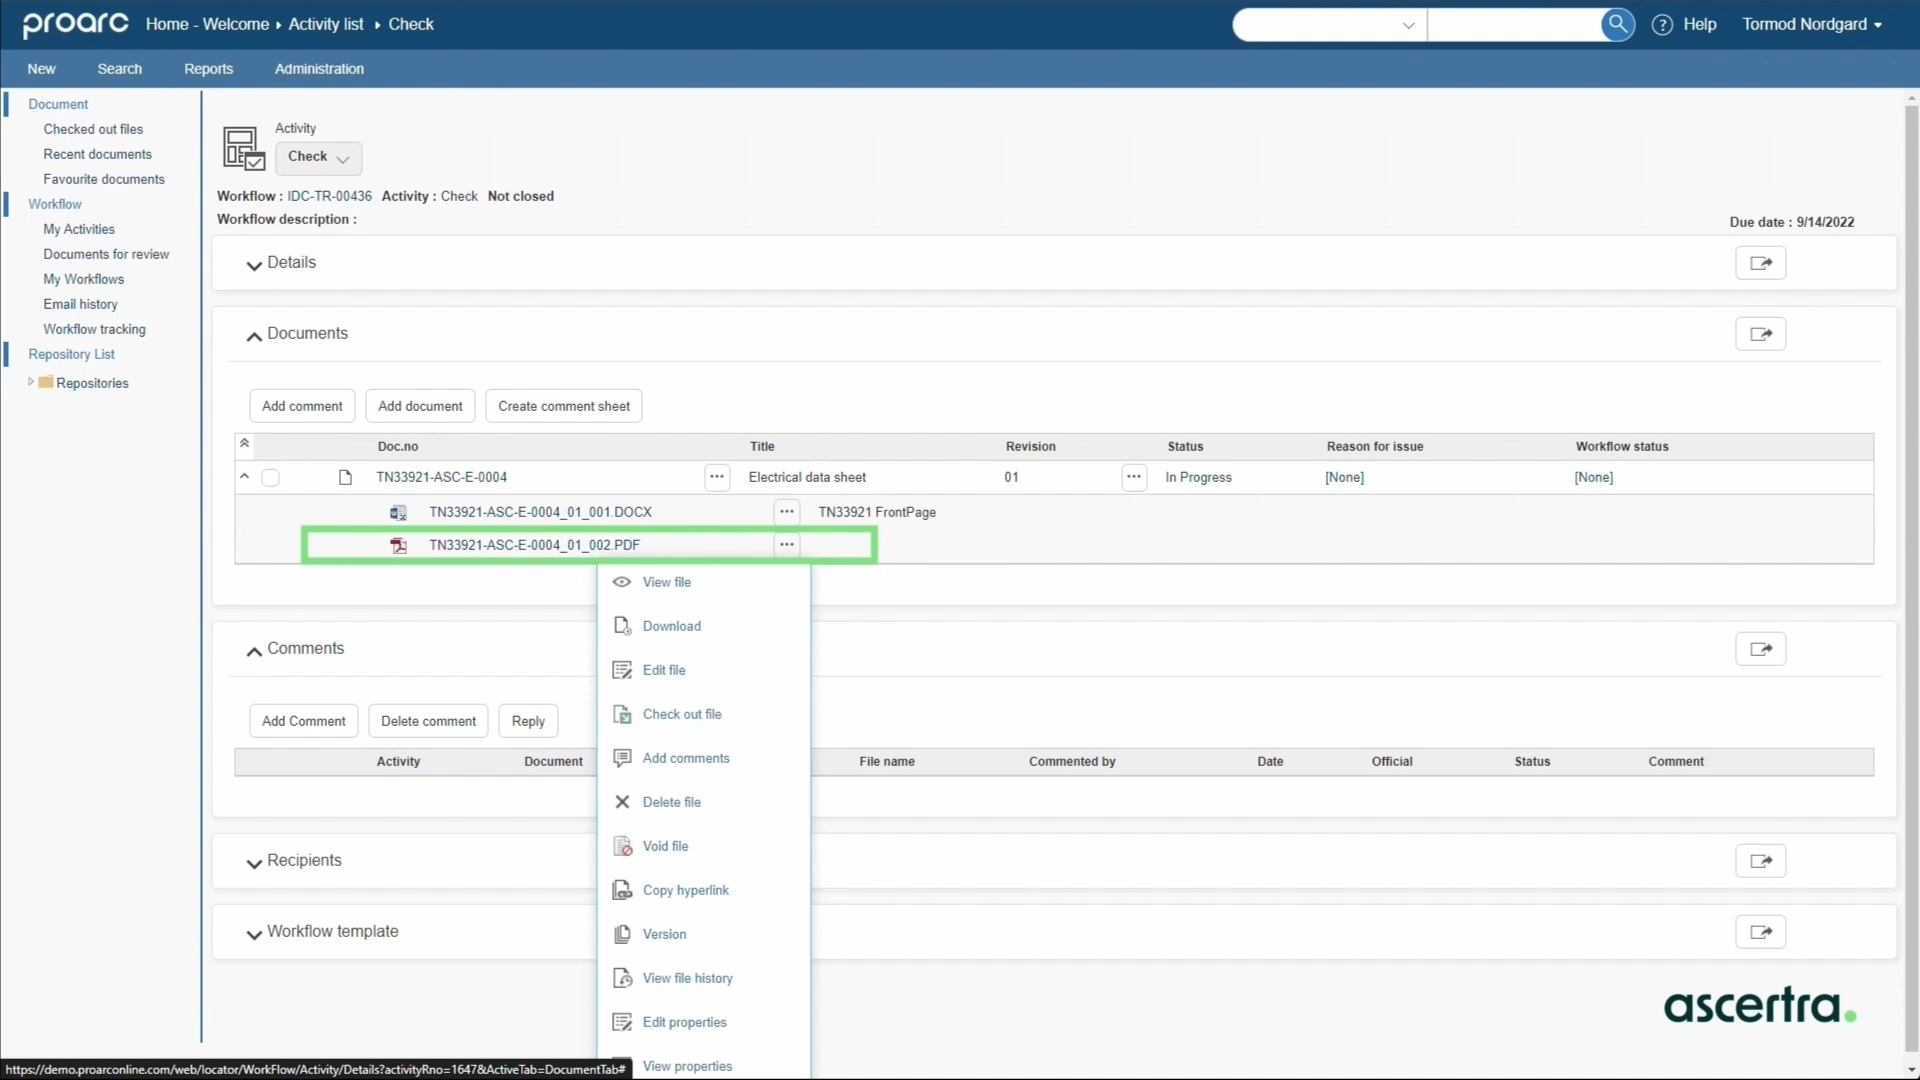 proarc Home - Welcome Activity list Check Help Tormod Nordgard
New Search Reports Administration
Document
Checked out files
Recent documents
Favourite documents
Workflow
My Activities
Documents for review
My Workflows
Email history
Workflow tracking
Repository List
Repositories
Activity
Check
Workflow : IDC-TR-00436 Activity : Check Not closed
Workflow description :
Due date : 9/14/2022
Details
Documents
Add comment Add document Create comment sheet
Doc.no Title Revision Status Reason for issue Workflow status
TN33921-ASC-E-0004 ... Electrical data sheet 01 ... In Progress [None] [None]
TN33921-ASC-E-0004_01_001.DOCX ... TN33921 FrontPage
TN33921-ASC-E-0004_01_002.PDF ...
View file
Download
Edit file
Check out file
Add comments
Delete file
Void file
Copy hyperlink
Version
View file history
Edit properties
View properties
Comments
Add Comment Delete comment Reply
Activity Document File name Commented by Date Official Status Comment
Recipients
Workflow template
ascertra.
https://demo.proarconline.com/web/locator/WorkFlow/Activity/Details?activityRno=1647&ActiveTab=DocumentTab#